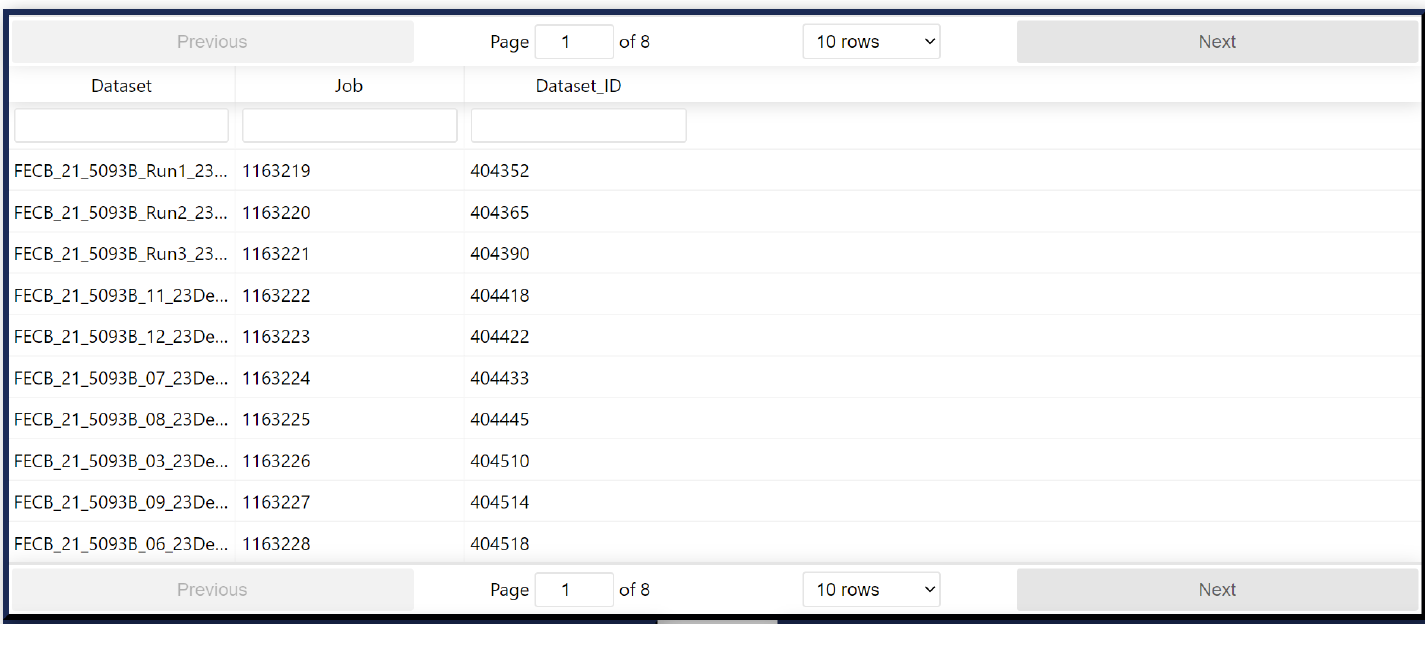 Previous Page 1 of 8 10 rows Next
Dataset Job Dataset_ID
FECB_21_5093B_Run1_23... 1163219 404352
FECB_21_5093B_Run2_23... 1163220 404365
FECB_21_5093B_Run3_23... 1163221 404390
FECB_21_5093B_11_23De... 1163222 404418
FECB_21_5093B_12_23De... 1163223 404422
FECB_21_5093B_07_23De... 1163224 404433
FECB_21_5093B_08_23De... 1163225 404445
FECB_21_5093B_03_23De... 1163226 404510
FECB_21_5093B_09_23De... 1163227 404514
FECB_21_5093B_06_23De... 1163228 404518
Previous Page 1 of 8 10 rows Next